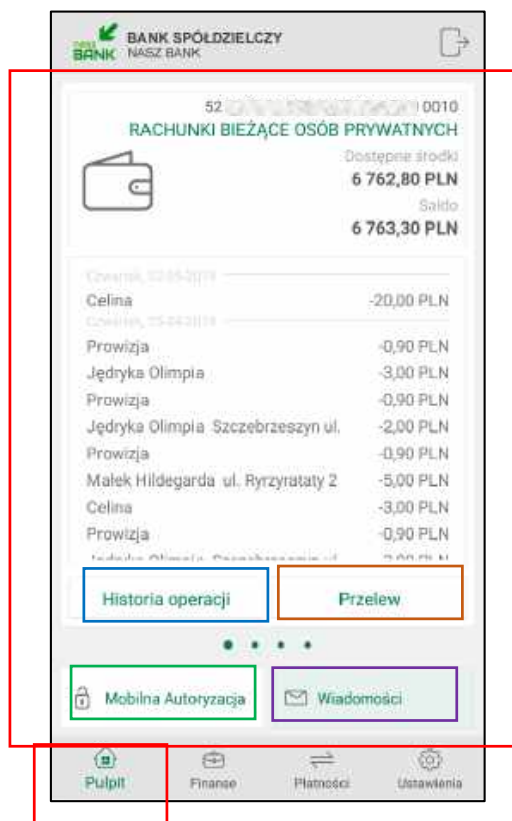 nasz BANK SPÓŁDZIELCZY
BANK NASZ BANK
52 0010
RACHUNKI BIEŻĄCE OSÓB PRYWATNYCH
Dostępne środki
6 762,80 PLN
Saldo
6 763,30 PLN
Czwartek,
Celina -20,00 PLN
Czwartek,
Prowizja -0,90 PLN
Jędryka Olimpia -3,00 PLN
Prowizja -0,90 PLN
Jędryka Olimpia Szczebrzeszyn ul. -2,00 PLN
Prowizja -0,90 PLN
Małek Hildegarda ul. Ryrzyrataty 2 -5,00 PLN
Celina -3,00 PLN
Prowizja -0,90 PLN
Historia operacji Przelew
Mobilna Autoryzacja Wiadomości
Pulpit Finanse Płatności Ustawienia